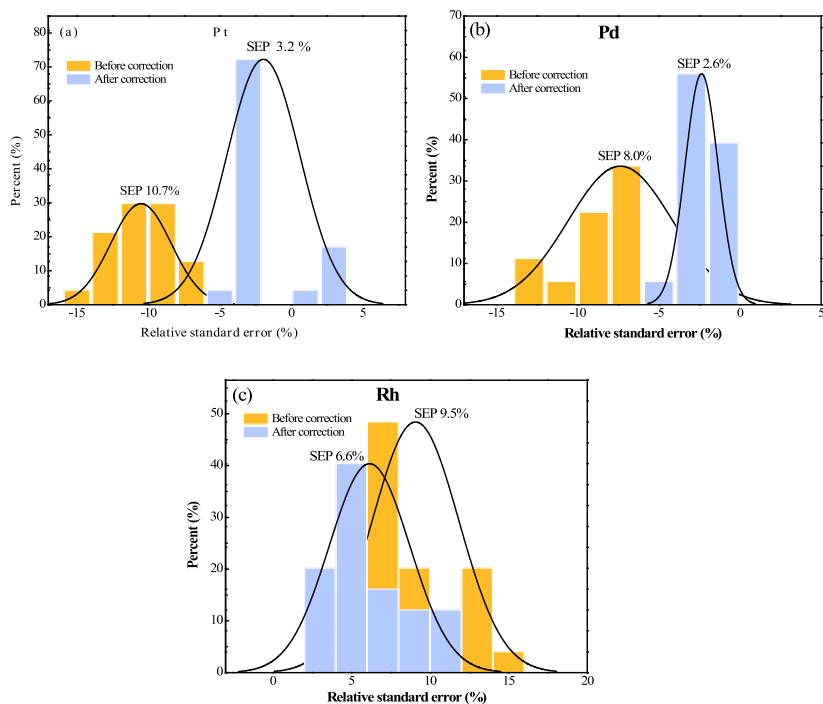 (a)
Pt
SEP 3.2 %
Before correction
After correction
SEP 10.7%
Percent (%)
80
70
60
50
40
30
20
10
0
-15 -10 -5 0 5
Relative standard error (%)
(b)
Pd
SEP 2.6%
Before correction
After correction
SEP 8.0%
Percent (%)
70
60
50
40
30
20
10
0
-15 -10 -5 0 5
Relative standard error (%)
(c)
Rh
SEP 9.5%
Before correction
After correction
SEP 6.6%
Percent (%)
50
40
30
20
10
0
0 5 10 15 20
Relative standard error (%)